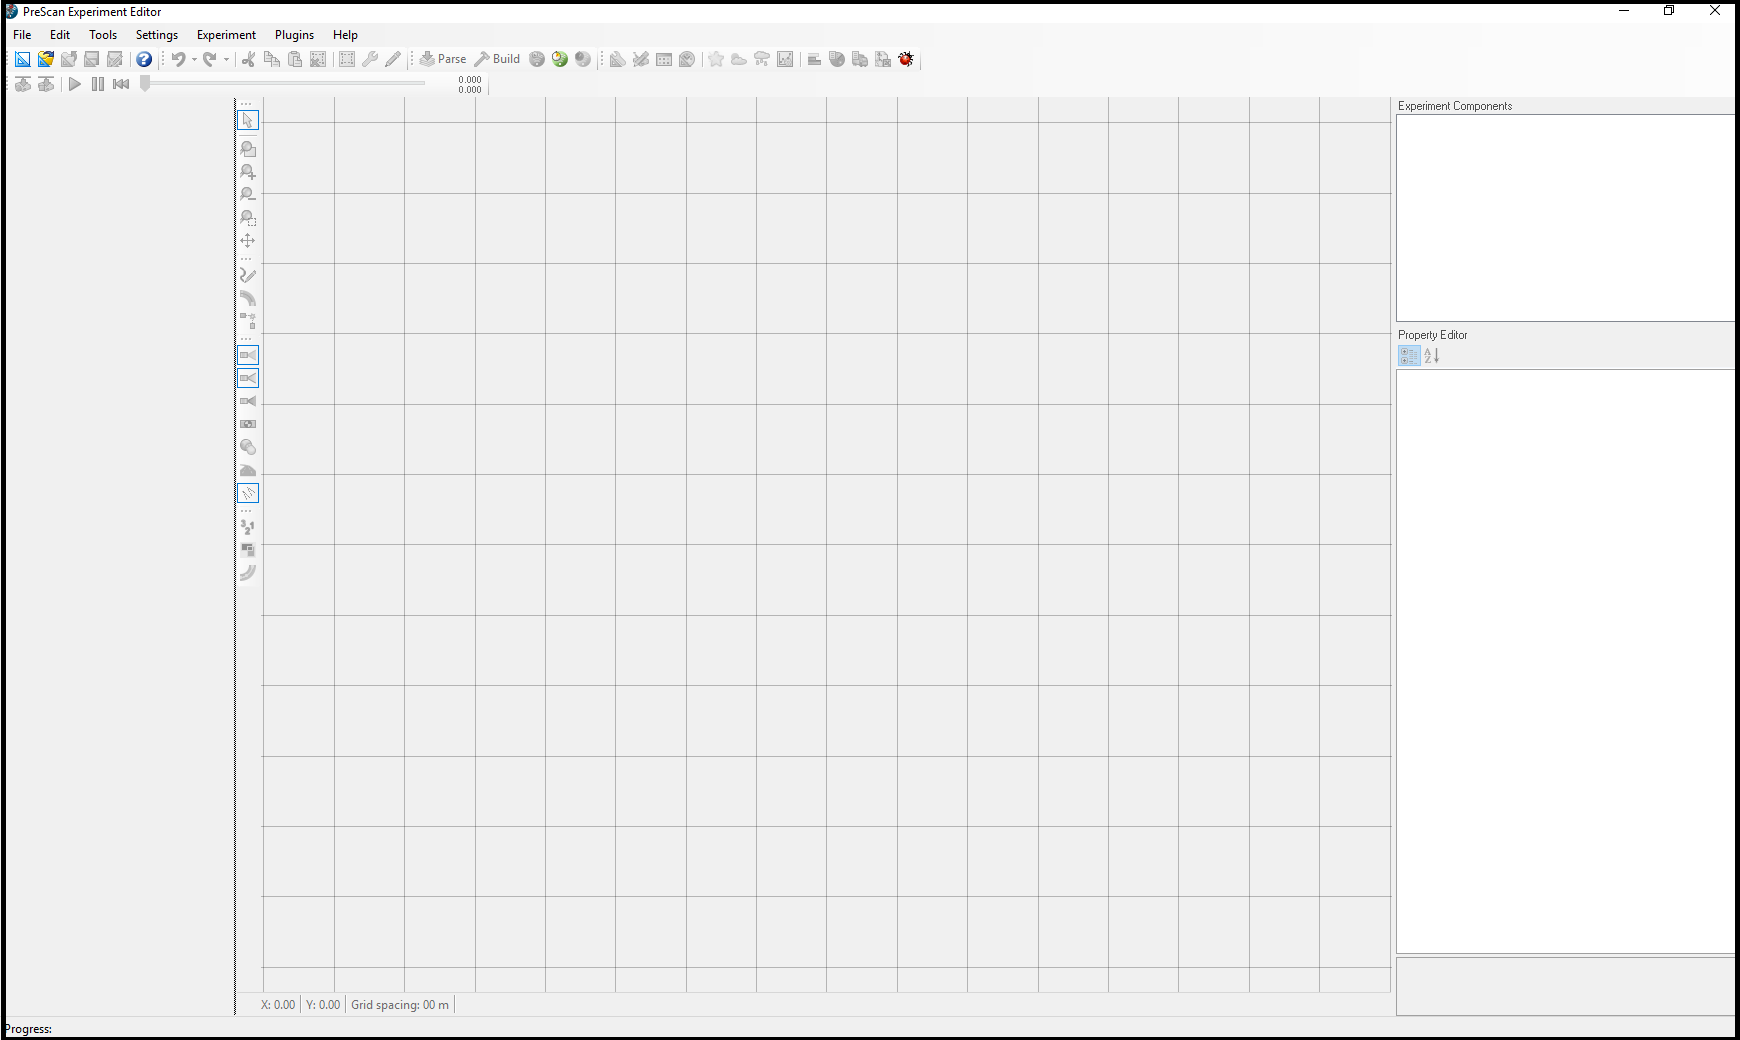 PreScan Experiment Editor
File Edit Tools Settings Experiment Plugins Help
Parse Build
0.000
0.000
Experiment Components
Property Editor
X: 0.00 Y: 0.00 Grid spacing: 00 m
Progress: